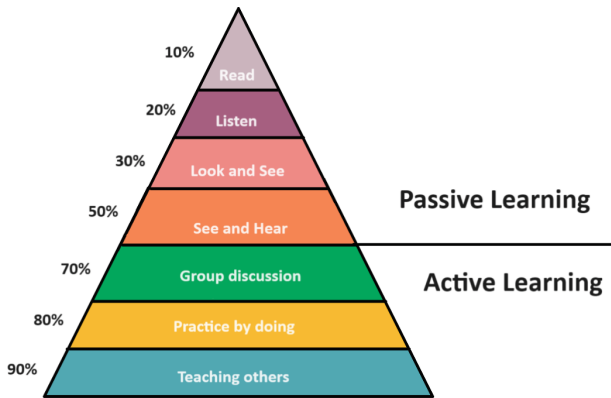 10%
Read
20%
Listen
30%
Look and See
50%
See and Hear
Passive Learning
70%
Group discussion
Active Learning
80%
Practice by doing
90%
Teaching others